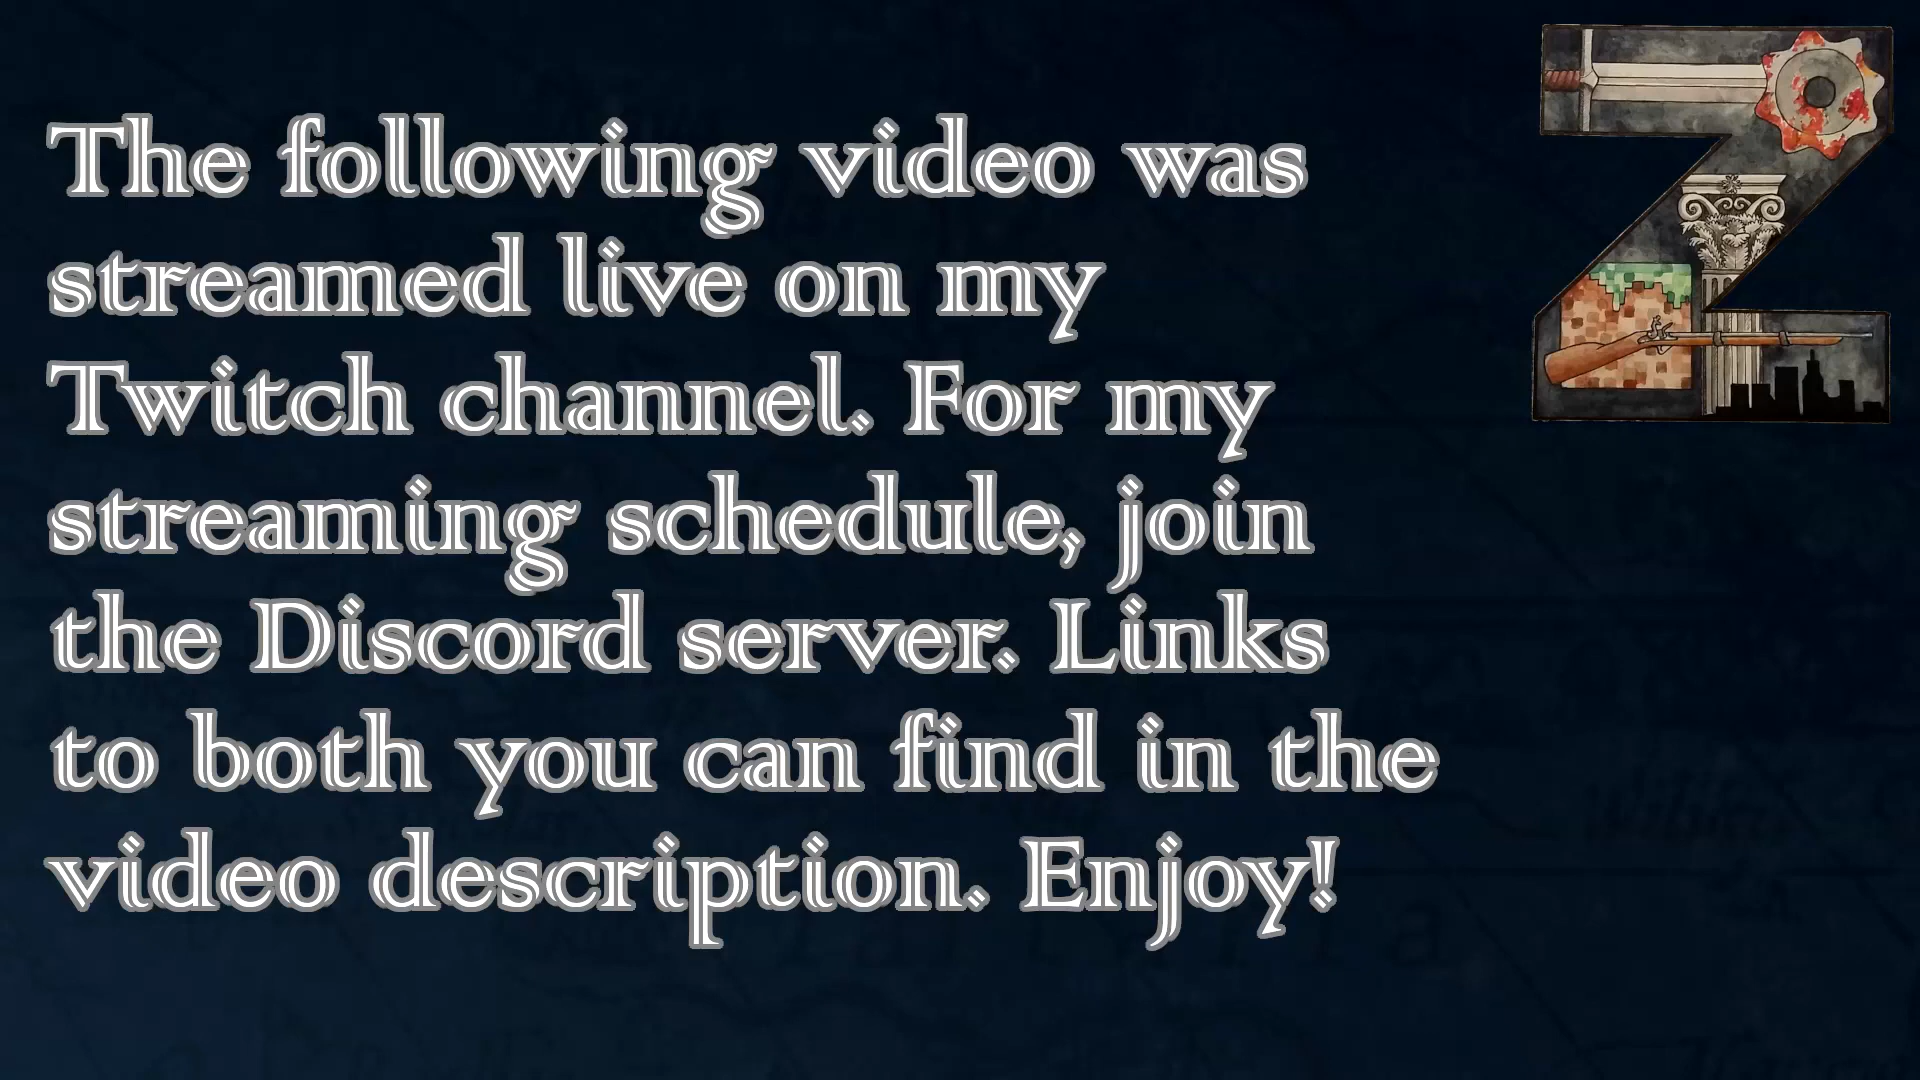 The following video was
streamed live on my
Twitch channel. For my
streaming schedule, join
the Discord server. Links
to both you can find in the
video description. Enjoy!